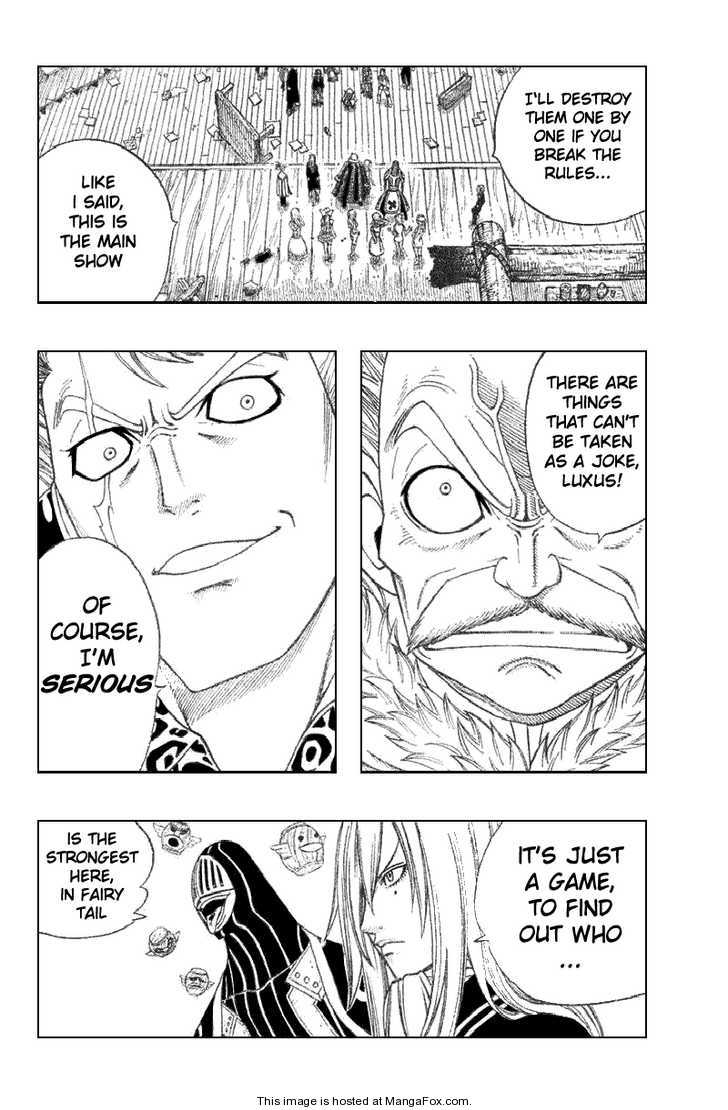 I'LL DESTROY
THEM ONE BY
ONE IF YOU
BREAK THE
RULES...
LIKE
I SAID,
THIS IS
THE MAIN
SHOW
THERE ARE
THINGS
THAT CAN'T
BE TAKEN
AS A JOKE,
LUXUS!
OF
COURSE,
I'M
SERIOUS
IT'S JUST
A GAME,
TO FIND
OUT WHO
...
IS THE
STRONGEST
HERE,
IN FAIRY
TAIL
This image is hosted at MangaFox.com.